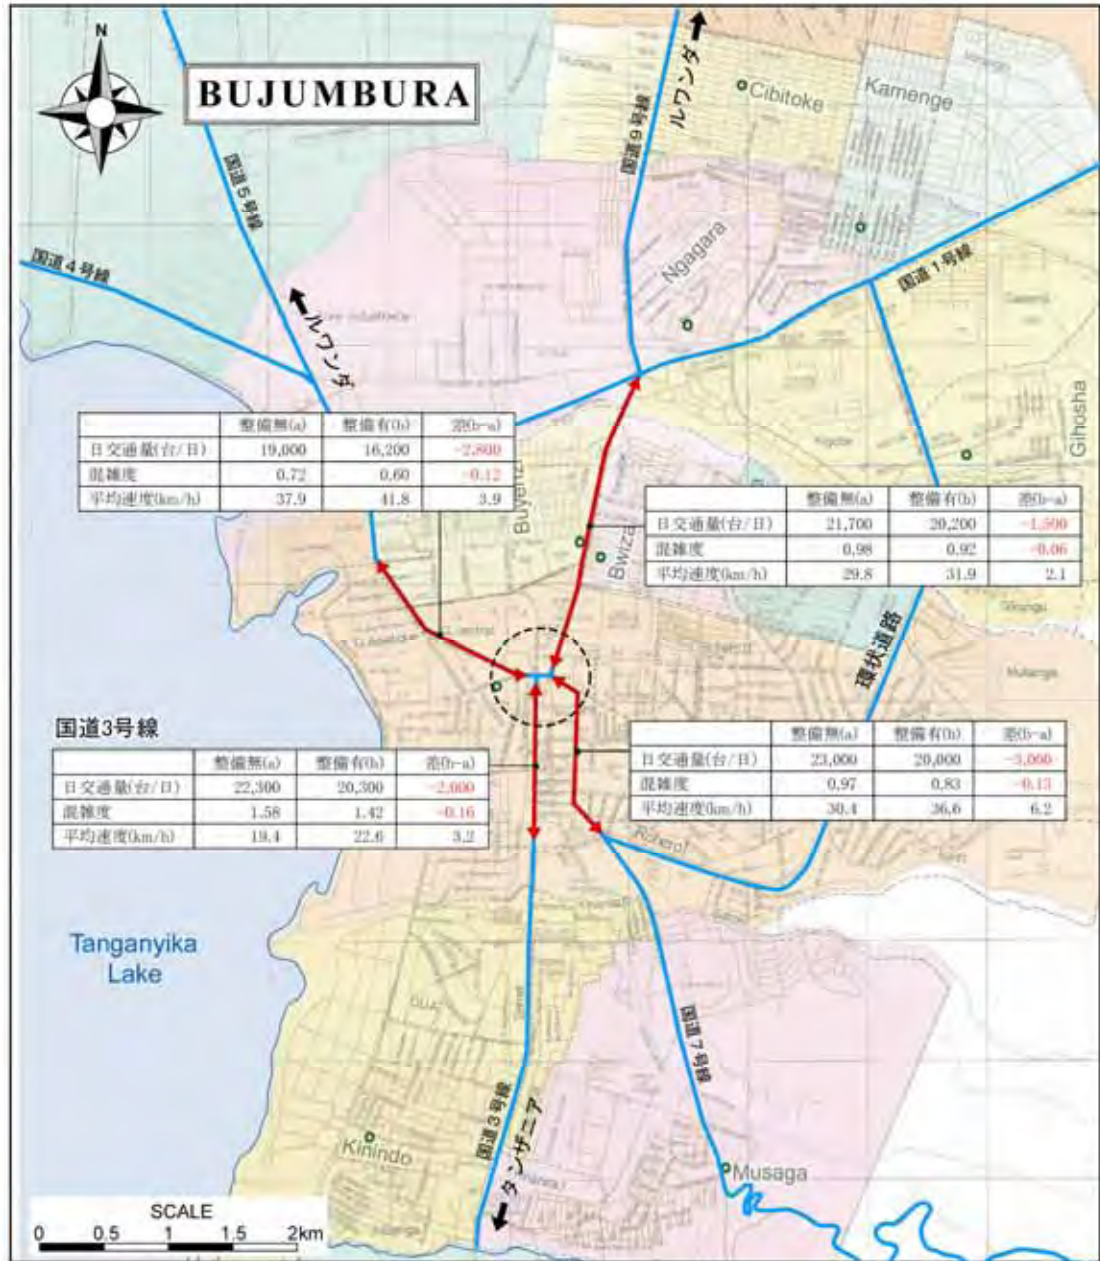 N
BUJUMBURA
ルワンダ
国道9号線
Cibitoke
Kamenge
国道5号線
国道4号線
Ngagara
国道1号線
ルワンダ
Gihosha
整備無(a) 整備有(b) 差(b-a)
日交通量(台/日) 19,000 16,200 -2,800
混雑度 0.72 0.60 -0.12
平均速度(km/h) 37.9 41.8 3.9
Buyenzi
Bwiza
整備無(a) 整備有(b) 差(b-a)
日交通量(台/日) 21,700 20,200 -1,500
混雑度 0.98 0.92 -0.06
平均速度(km/h) 29.8 31.9 2.1
環状道路
国道3号線
整備無(a) 整備有(b) 差(b-a)
日交通量(台/日) 22,300 20,300 -2,000
混雑度 1.58 1.42 -0.16
平均速度(km/h) 19.4 22.6 3.2
整備無(a) 整備有(b) 差(b-a)
日交通量(台/日) 23,000 20,000 -3,000
混雑度 0.97 0.83 -0.13
平均速度(km/h) 30.4 36.6 6.2
Tanganyika
Lake
国道7号線
国道3号線
タンザニア
Kinindo
Musaga
SCALE
0 0.5 1 1.5 2km